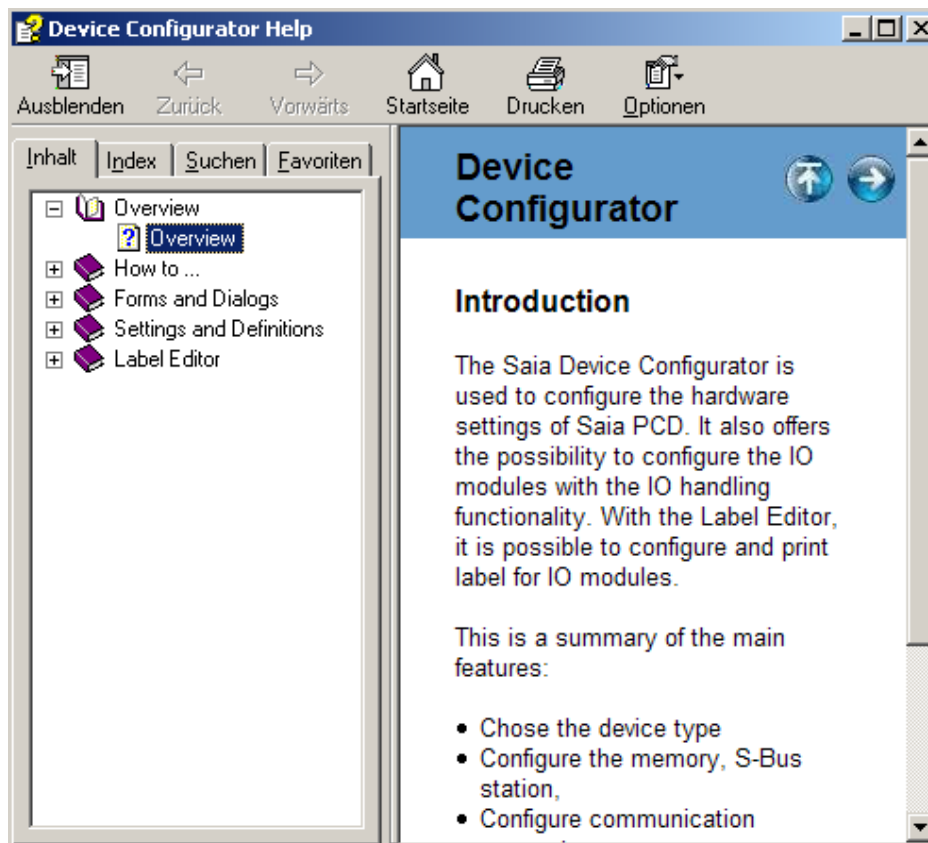 Device Configurator Help
Ausblenden Zurück Vorwärts Startseite Drucken Optionen
Inhalt Index Suchen Favoriten
Overview
Overview
How to ...
Forms and Dialogs
Settings and Definitions
Label Editor
Device
Configurator
Introduction
The Saia Device Configurator is
used to configure the hardware
settings of Saia PCD. It also offers
the possibility to configure the IO
modules with the IO handling
functionality. With the Label Editor,
it is possible to configure and print
label for IO modules.
This is a summary of the main
features:
• Chose the device type
• Configure the memory, S-Bus
station,
• Configure communication